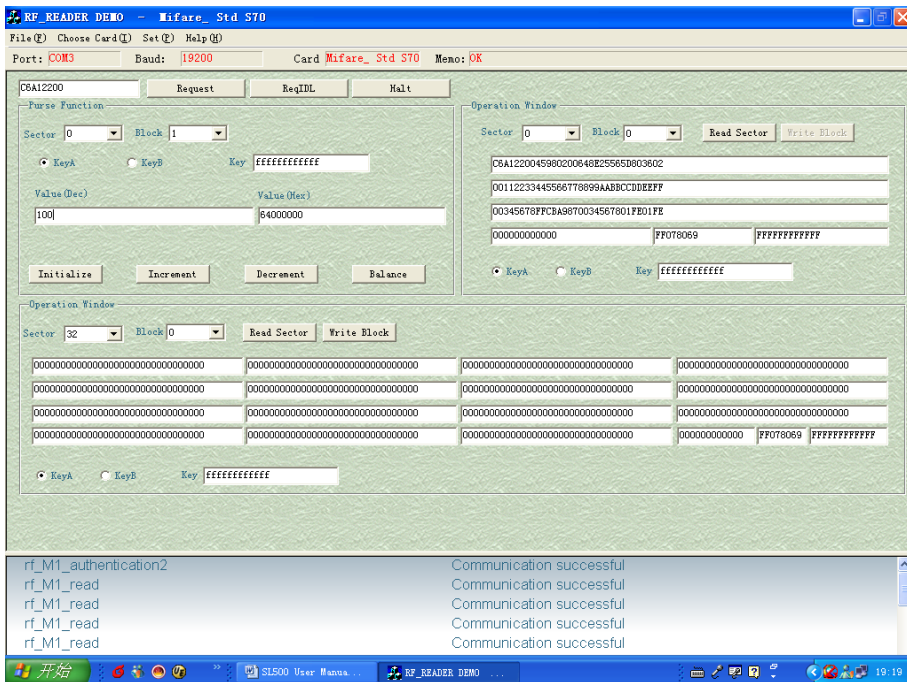 RF_READER DEMO - Mifare_ Std S70
File(F) Choose Card(I) Set(P) Help(H)
Port: COM3 Baud: 19200 Card Mifare_ Std S70 Memo: OK
C6A12200 Request ReqIDL Halt
Purse Function
Sector 0 Block 1
KeyA KeyB Key ffffffffffff
Value(Dec) Value(Hex)
100 64000000
Initialize Increment Decrement Balance
Operation Window
Sector 0 Block 0 Read Sector Write Block
C6A1220045980200648E25565D803602
00112233445566778899AABBCCDDEEFF
00345678FFCBA9870034567801FE01FE
000000000000 FF078069 FFFFFFFFFFFF
KeyA KeyB Key ffffffffffff
Operation Window
Sector 32 Block 0 Read Sector Write Block
00000000000000000000000000000000 00000000000000000000000000000000 00000000000000000000000000000000 00000000000000000000000000000000
00000000000000000000000000000000 00000000000000000000000000000000 00000000000000000000000000000000 00000000000000000000000000000000
00000000000000000000000000000000 00000000000000000000000000000000 00000000000000000000000000000000 00000000000000000000000000000000
00000000000000000000000000000000 00000000000000000000000000000000 00000000000000000000000000000000 000000000000 FF078069 FFFFFFFFFFFF
KeyA KeyB Key ffffffffffff
rf_M1_authentication2 Communication successful
rf_M1_read Communication successful
rf_M1_read Communication successful
rf_M1_read Communication successful
rf_M1_read Communication successful
开始 SL500 User Manua... RF_READER DEMO ... 19:19